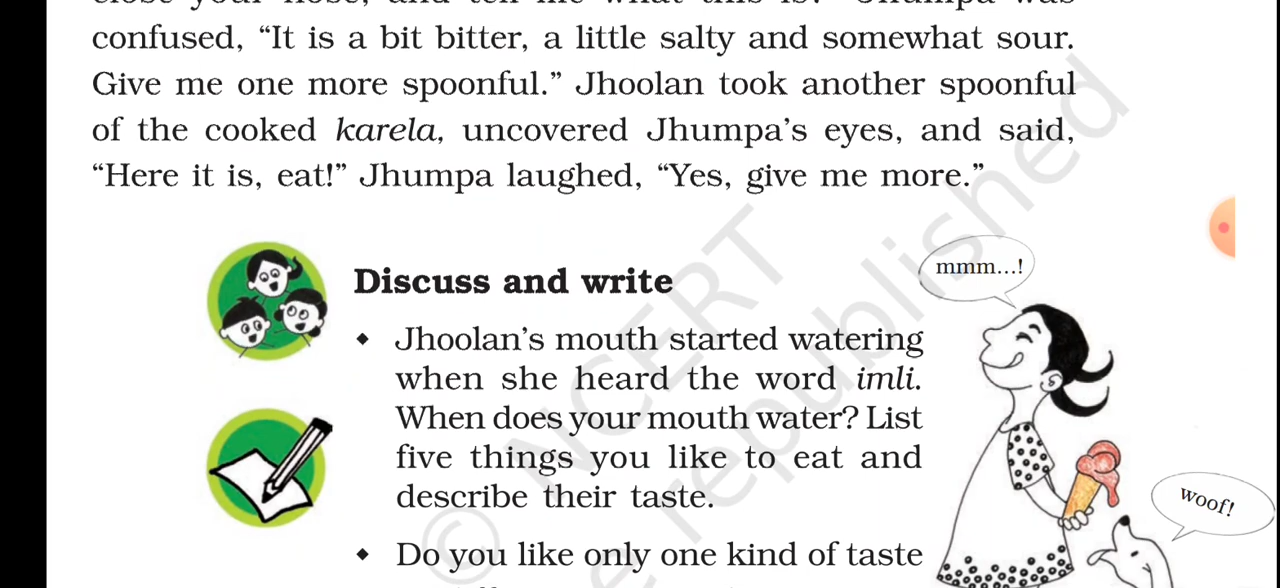 confused, “It is a bit bitter, a little salty and somewhat sour.
Give me one more spoonful.” Jhoolan took another spoonful
of the cooked karela, uncovered Jhumpa’s eyes, and said,
“Here it is, eat!” Jhumpa laughed, “Yes, give me more.”
Discuss and write
mmm...!
◆ Jhoolan’s mouth started watering
when she heard the word imli.
When does your mouth water? List
five things you like to eat and
describe their taste.
woof!
◆ Do you like only one kind of taste
© NCERT
republished